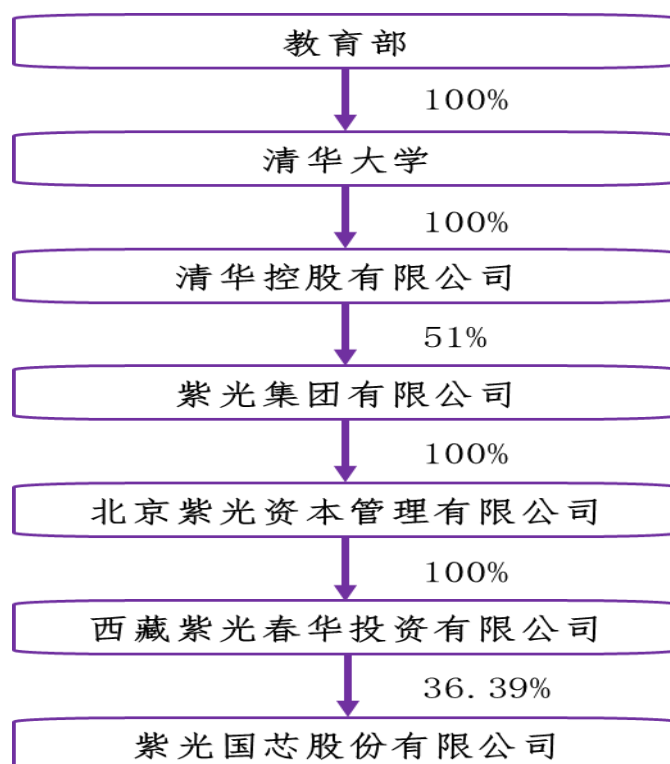 教育部
100%
清华大学
100%
清华控股有限公司
51%
紫光集团有限公司
100%
北京紫光资本管理有限公司
100%
西藏紫光春华投资有限公司
36.39%
紫光国芯股份有限公司